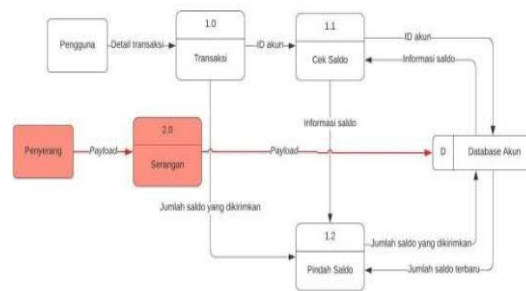 1.0
1.1
Pengguna
Detail transaksi
Transaksi
ID akun
Cek Saldo
ID akun
Informasi saldo
Informasi saldo
2.0
Penyerang
Payload
Serangan
Payload
D
Database Akun
Jumlah saldo yang dikirimkan
1.2
Pindah Saldo
Jumlah saldo yang dikirimkan
Jumlah saldo terbaru